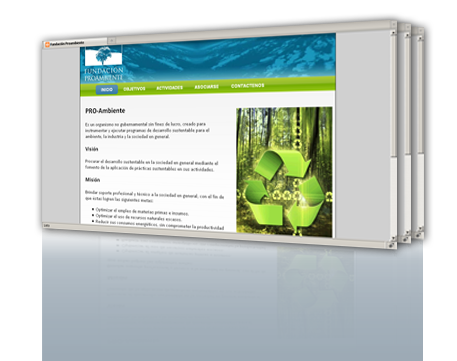 Fundación Proambiente
FUNDACION
PROAMBIENTE
INICIO OBJETIVOS ACTIVIDADES ASOCIESE CONTACTENOS
PRO-Ambiente
Es un organismo no gubernamental sin fines de lucro, creado para
instrumentar y ejecutar programas de desarrollo sustentable para el
ambiente, la industria y la sociedad en general.
Visión
Procurar el desarrollo sustentable en la sociedad en general mediante el
fomento de la aplicación de prácticas sustentables en sus actividades.
Misión
Brindar soporte profesional y técnico a la sociedad en general, con el fin de
que éstas logren las siguientes metas:
Optimizar el empleo de materias primas e insumos.
Optimizar el uso de recursos naturales escasos.
Reducir sus consumos energéticos, sin comprometer la productividad